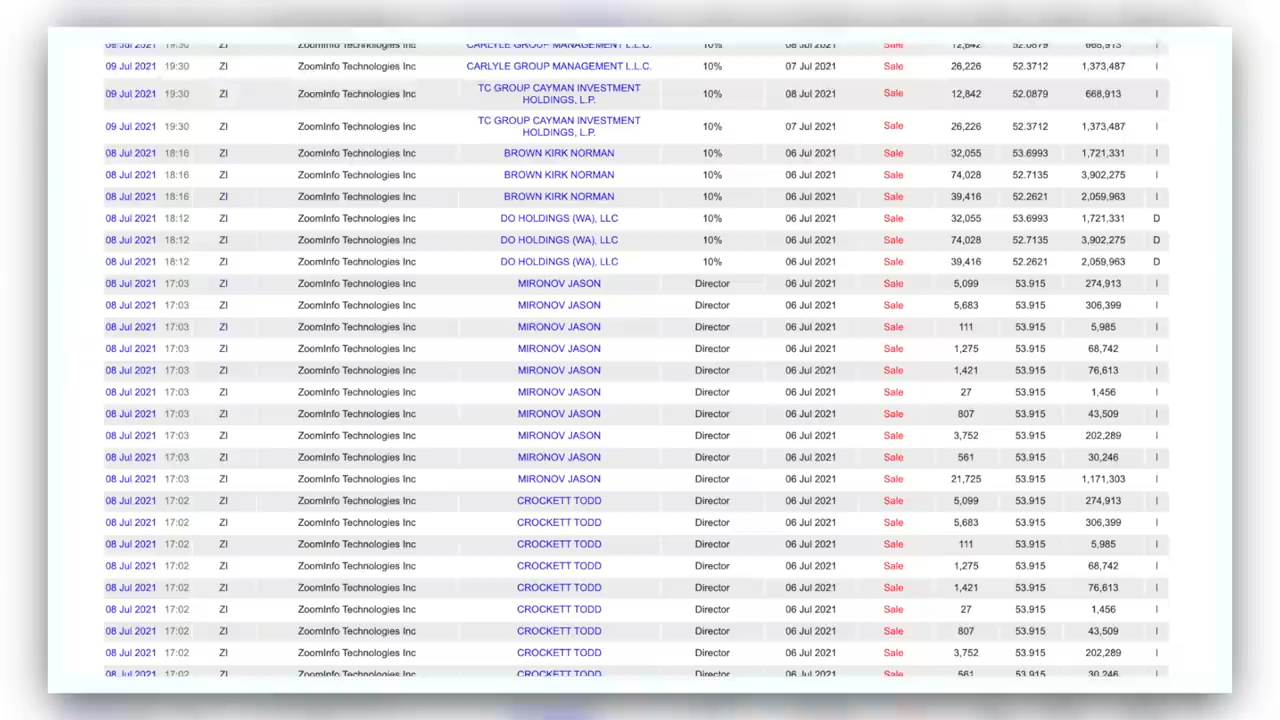 09 Jul 2021 19:30 ZI ZoomInfo Technologies Inc CARLYLE GROUP MANAGEMENT L.L.C. 10% 08 Jul 2021 Sale 12,842 52.0879 668,913 I
09 Jul 2021 19:30 ZI ZoomInfo Technologies Inc CARLYLE GROUP MANAGEMENT L.L.C. 10% 07 Jul 2021 Sale 26,226 52.3712 1,373,487 I
09 Jul 2021 19:30 ZI ZoomInfo Technologies Inc TC GROUP CAYMAN INVESTMENT HOLDINGS, L.P. 10% 08 Jul 2021 Sale 12,842 52.0879 668,913 I
09 Jul 2021 19:30 ZI ZoomInfo Technologies Inc TC GROUP CAYMAN INVESTMENT HOLDINGS, L.P. 10% 07 Jul 2021 Sale 26,226 52.3712 1,373,487 I
08 Jul 2021 18:16 ZI ZoomInfo Technologies Inc BROWN KIRK NORMAN 10% 06 Jul 2021 Sale 32,055 53.6993 1,721,331 I
08 Jul 2021 18:16 ZI ZoomInfo Technologies Inc BROWN KIRK NORMAN 10% 06 Jul 2021 Sale 74,028 52.7135 3,902,275 I
08 Jul 2021 18:16 ZI ZoomInfo Technologies Inc BROWN KIRK NORMAN 10% 06 Jul 2021 Sale 39,416 52.2621 2,059,963 I
08 Jul 2021 18:12 ZI ZoomInfo Technologies Inc DO HOLDINGS (WA), LLC 10% 06 Jul 2021 Sale 32,055 53.6993 1,721,331 D
08 Jul 2021 18:12 ZI ZoomInfo Technologies Inc DO HOLDINGS (WA), LLC 10% 06 Jul 2021 Sale 74,028 52.7135 3,902,275 D
08 Jul 2021 18:12 ZI ZoomInfo Technologies Inc DO HOLDINGS (WA), LLC 10% 06 Jul 2021 Sale 39,416 52.2621 2,059,963 D
08 Jul 2021 17:03 ZI ZoomInfo Technologies Inc MIRONOV JASON Director 06 Jul 2021 Sale 5,099 53.915 274,913 I
08 Jul 2021 17:03 ZI ZoomInfo Technologies Inc MIRONOV JASON Director 06 Jul 2021 Sale 5,683 53.915 306,399 I
08 Jul 2021 17:03 ZI ZoomInfo Technologies Inc MIRONOV JASON Director 06 Jul 2021 Sale 111 53.915 5,985 I
08 Jul 2021 17:03 ZI ZoomInfo Technologies Inc MIRONOV JASON Director 06 Jul 2021 Sale 1,275 53.915 68,742 I
08 Jul 2021 17:03 ZI ZoomInfo Technologies Inc MIRONOV JASON Director 06 Jul 2021 Sale 1,421 53.915 76,613 I
08 Jul 2021 17:03 ZI ZoomInfo Technologies Inc MIRONOV JASON Director 06 Jul 2021 Sale 27 53.915 1,456 I
08 Jul 2021 17:03 ZI ZoomInfo Technologies Inc MIRONOV JASON Director 06 Jul 2021 Sale 807 53.915 43,509 I
08 Jul 2021 17:03 ZI ZoomInfo Technologies Inc MIRONOV JASON Director 06 Jul 2021 Sale 3,752 53.915 202,289 I
08 Jul 2021 17:03 ZI ZoomInfo Technologies Inc MIRONOV JASON Director 06 Jul 2021 Sale 561 53.915 30,246 I
08 Jul 2021 17:03 ZI ZoomInfo Technologies Inc MIRONOV JASON Director 06 Jul 2021 Sale 21,725 53.915 1,171,303 I
08 Jul 2021 17:02 ZI ZoomInfo Technologies Inc CROCKETT TODD Director 06 Jul 2021 Sale 5,099 53.915 274,913 I
08 Jul 2021 17:02 ZI ZoomInfo Technologies Inc CROCKETT TODD Director 06 Jul 2021 Sale 5,683 53.915 306,399 I
08 Jul 2021 17:02 ZI ZoomInfo Technologies Inc CROCKETT TODD Director 06 Jul 2021 Sale 111 53.915 5,985 I
08 Jul 2021 17:02 ZI ZoomInfo Technologies Inc CROCKETT TODD Director 06 Jul 2021 Sale 1,275 53.915 68,742 I
08 Jul 2021 17:02 ZI ZoomInfo Technologies Inc CROCKETT TODD Director 06 Jul 2021 Sale 1,421 53.915 76,613 I
08 Jul 2021 17:02 ZI ZoomInfo Technologies Inc CROCKETT TODD Director 06 Jul 2021 Sale 27 53.915 1,456 I
08 Jul 2021 17:02 ZI ZoomInfo Technologies Inc CROCKETT TODD Director 06 Jul 2021 Sale 807 53.915 43,509 I
08 Jul 2021 17:02 ZI ZoomInfo Technologies Inc CROCKETT TODD Director 06 Jul 2021 Sale 3,752 53.915 202,289 I
08 Jul 2021 17:02 ZI ZoomInfo Technologies Inc CROCKETT TODD Director 06 Jul 2021 Sale 561 53.915 30,246 I